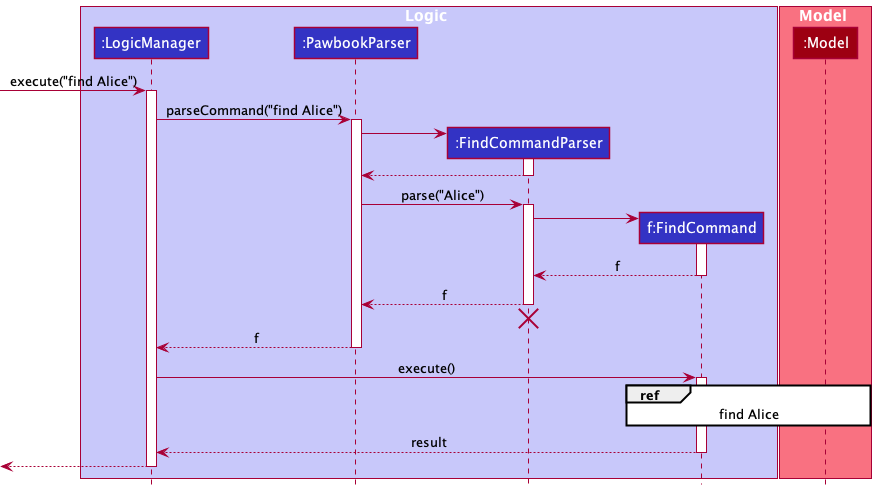 Logic
Model
:LogicManager
:PawbookParser
:Model
execute("find Alice")
parseCommand("find Alice")
:FindCommandParser
parse("Alice")
f:FindCommand
f
f
f
execute()
ref
find Alice
result